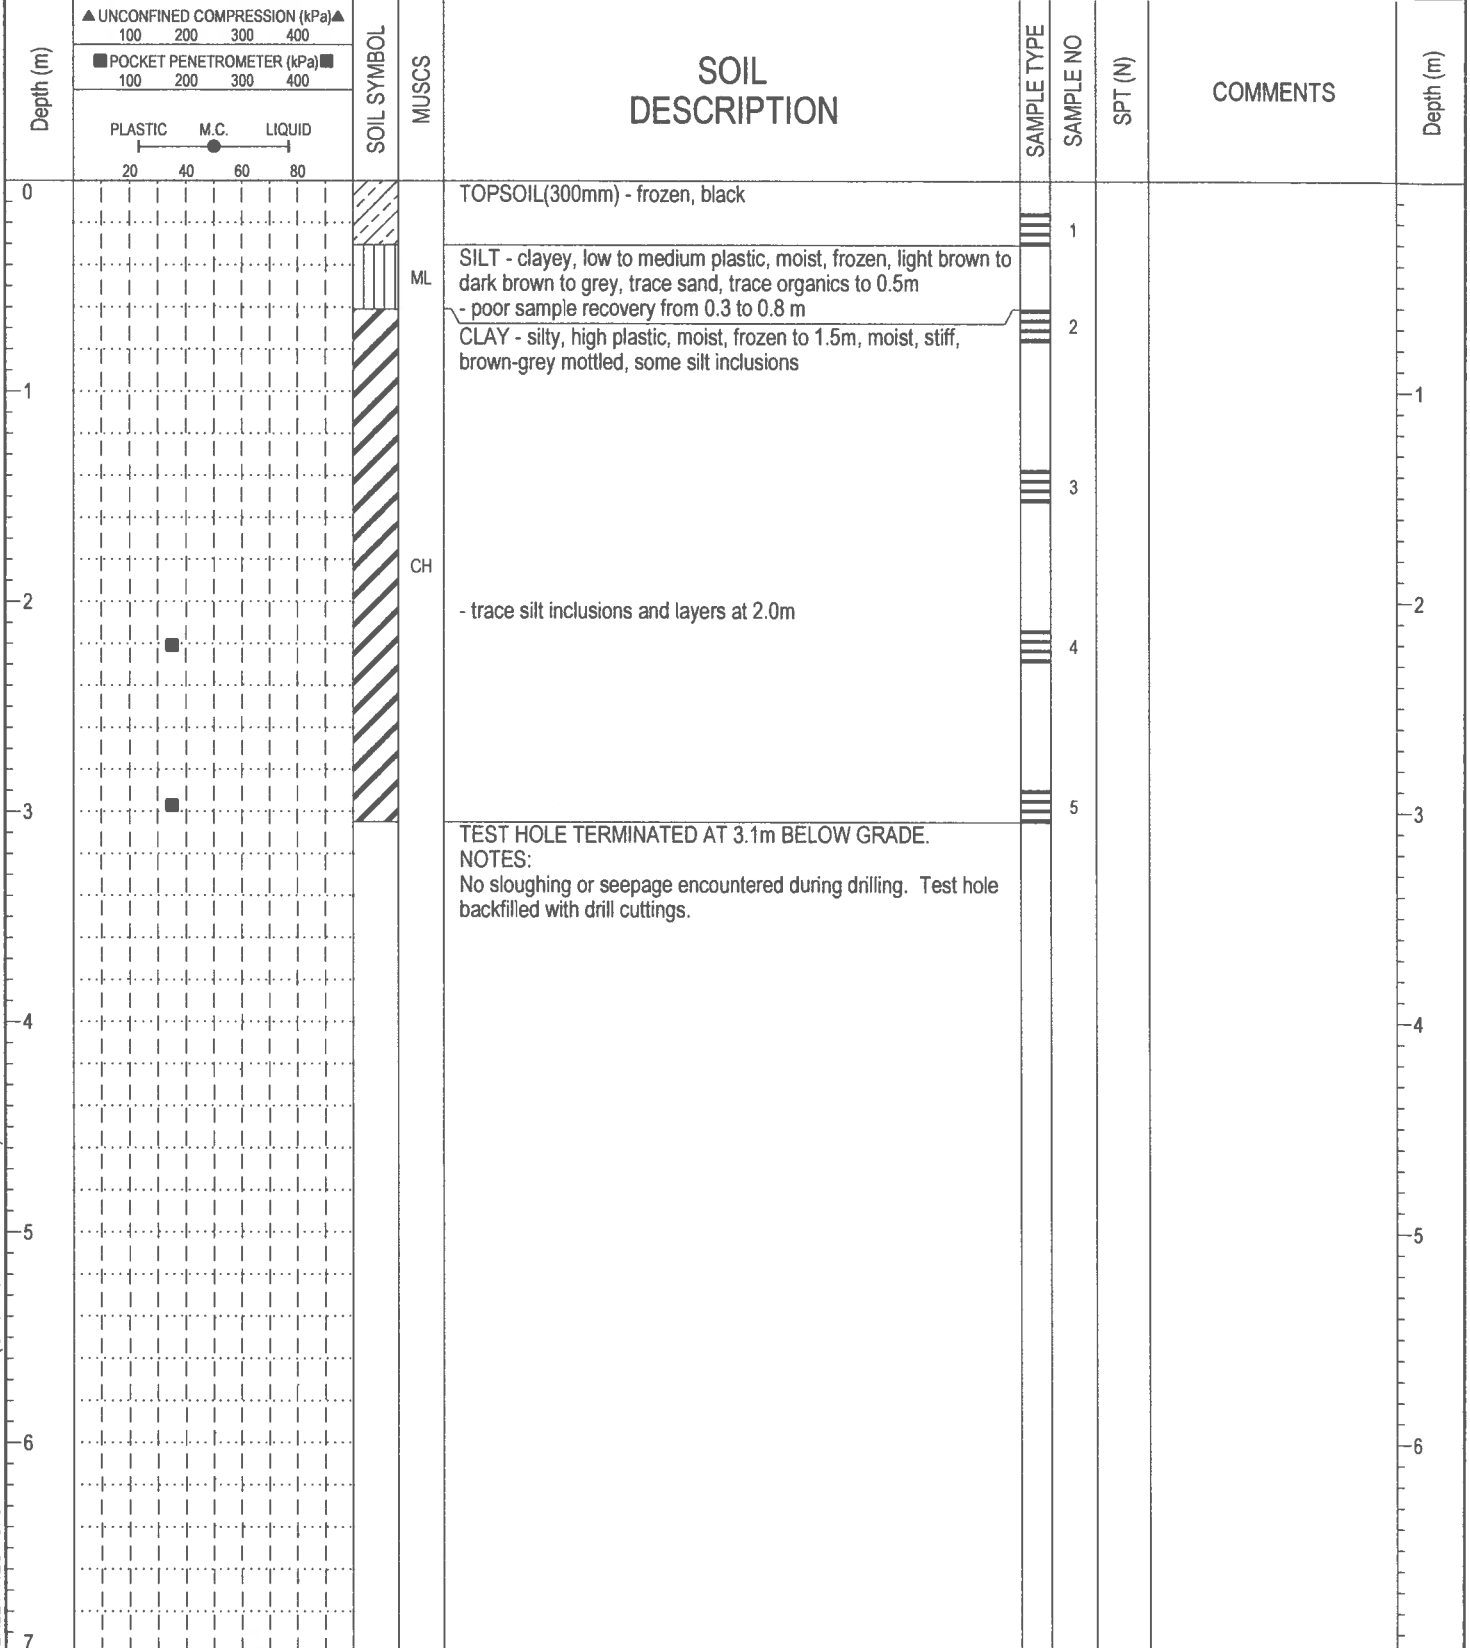 Depth (m)
▲ UNCONFINED COMPRESSION (kPa) ▲
100 200 300 400
■ POCKET PENETROMETER (kPa) ■
100 200 300 400
PLASTIC M.C. LIQUID
20 40 60 80
SOIL SYMBOL
MUSCS
SOIL
DESCRIPTION
SAMPLE TYPE
SAMPLE NO
SPT (N)
COMMENTS
Depth (m)
0
TOPSOIL(300mm) - frozen, black
1
ML
SILT - clayey, low to medium plastic, moist, frozen, light brown to
dark brown to grey, trace sand, trace organics to 0.5m
- poor sample recovery from 0.3 to 0.8 m
2
CLAY - silty, high plastic, moist, frozen to 1.5m, moist, stiff,
brown-grey mottled, some silt inclusions
1
1
3
CH
2
- trace silt inclusions and layers at 2.0m
2
4
3
5
3
TEST HOLE TERMINATED AT 3.1m BELOW GRADE.
NOTES:
No sloughing or seepage encountered during drilling. Test hole
backfilled with drill cuttings.
4
4
5
5
6
6
7